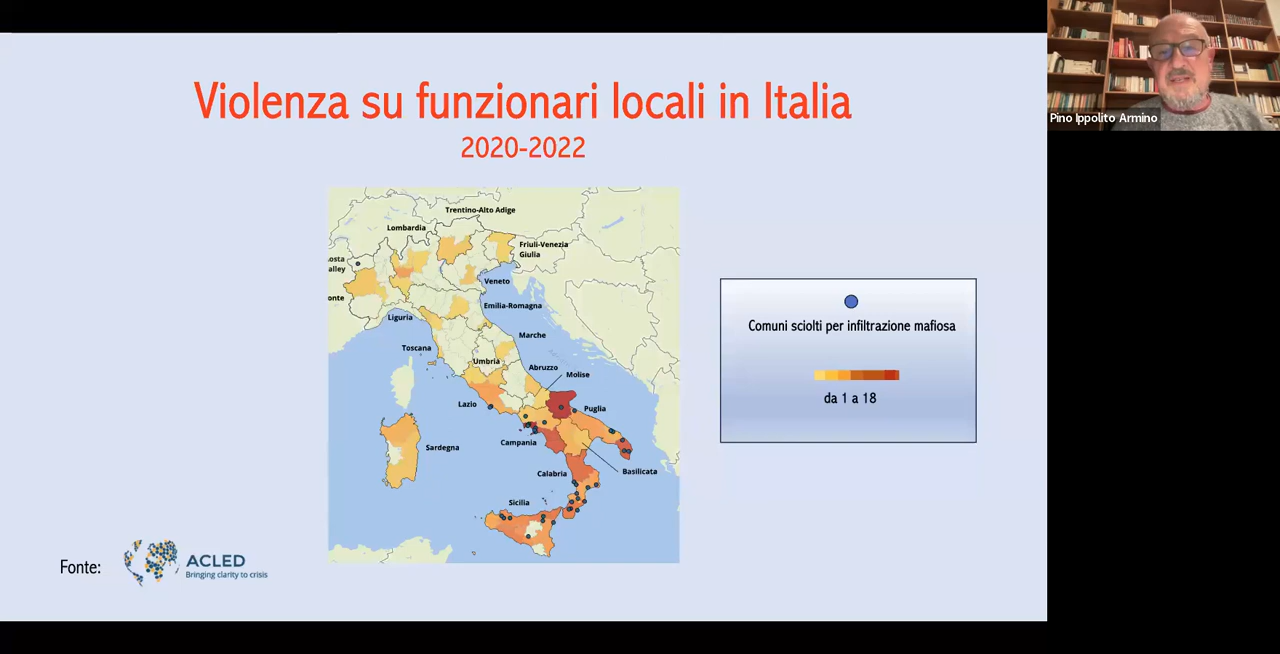 Violenza su funzionari locali in Italia
2020-2022
Pino Ippolito Armino
Trentino-Alto Adige
Lombardia
Friuli-Venezia
Giulia
osta
alley
Veneto
onte
Emilia-Romagna
Liguria
Marche
Toscana
Umbria
Abruzzo
Molise
Lazio
Puglia
Campania
Sardegna
Basilicata
Calabria
Sicilia
Comuni sciolti per infiltrazione mafiosa
da 1 a 18
Fonte:
ACLED
Bringing clarity to crisis